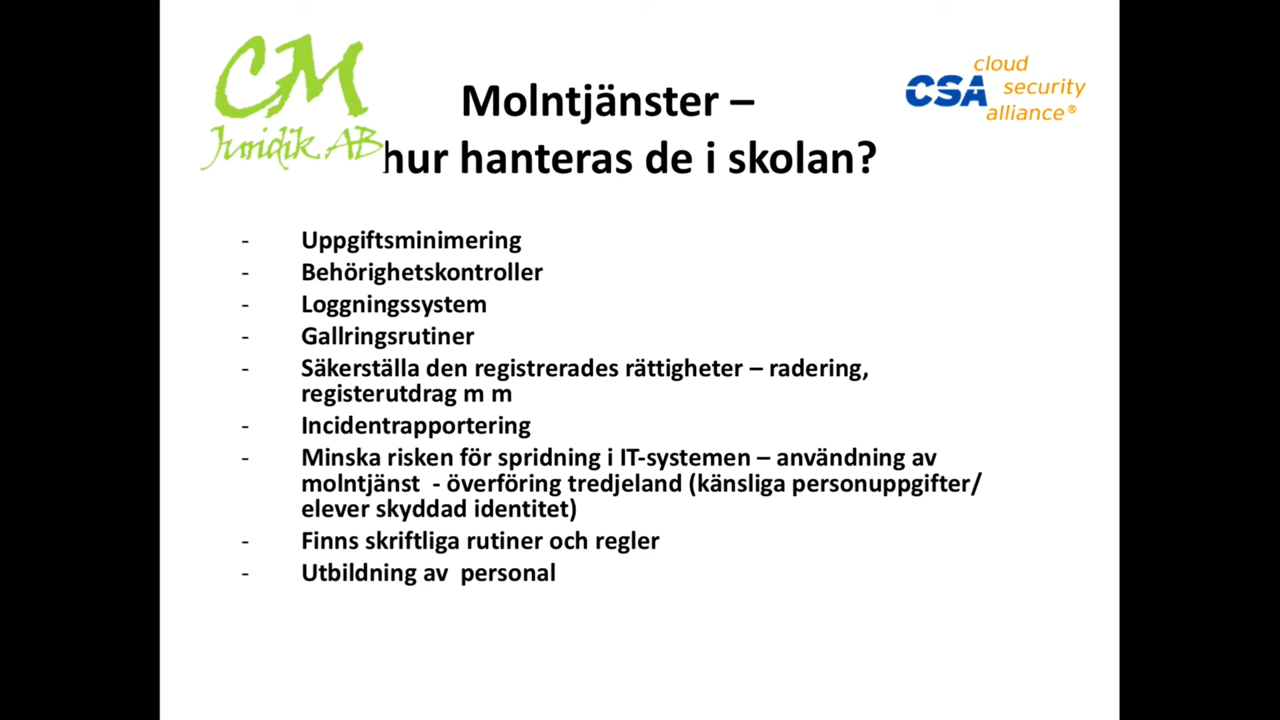 CM
Juridik AB
cloud
CSA security
alliance®
Molntjänster –
hur hanteras de i skolan?
- Uppgiftsminimering
- Behörighetskontroller
- Loggningssystem
- Gallringsrutiner
- Säkerställa den registrerades rättigheter – radering,
registerutdrag m m
- Incidentrapportering
- Minska risken för spridning i IT-systemen – användning av
molntjänst - överföring tredjeland (känsliga personuppgifter/
elever skyddad identitet)
- Finns skriftliga rutiner och regler
- Utbildning av personal